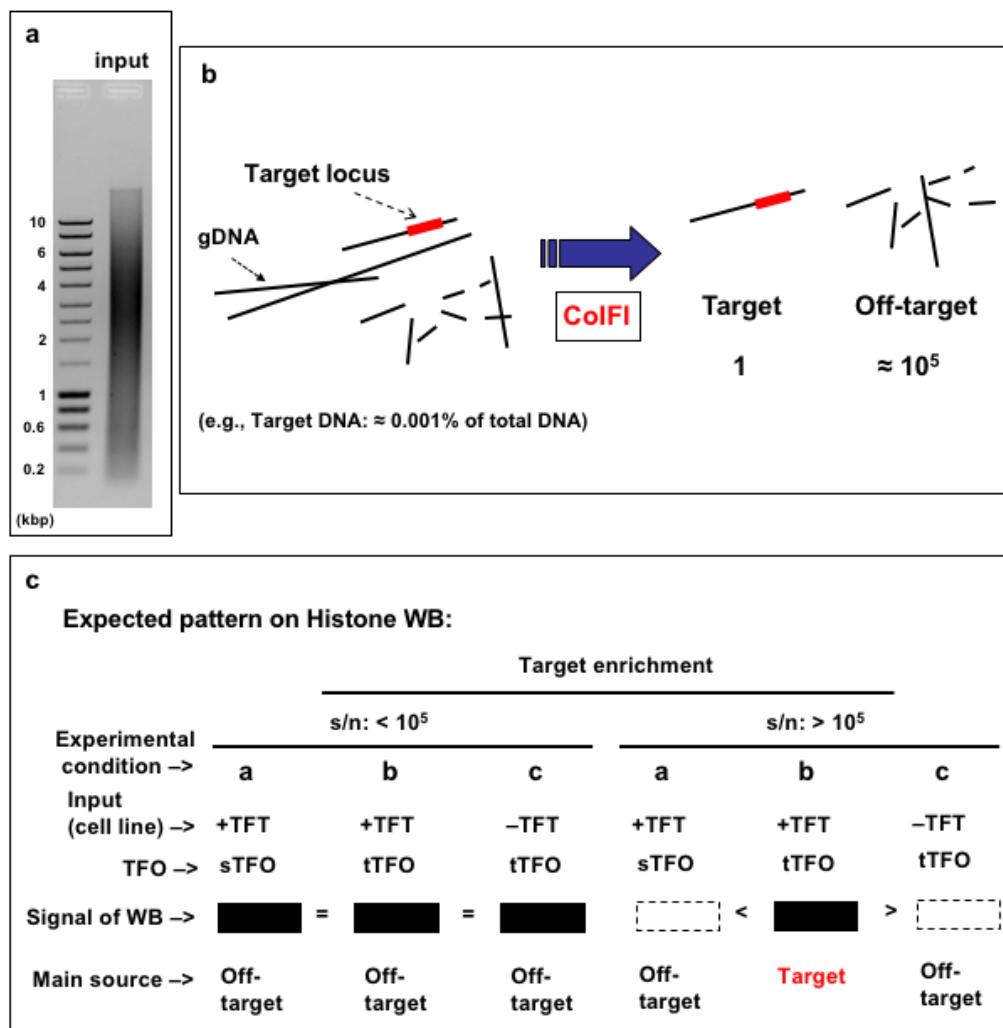 a
input
10
6
4
2
1
0.6
0.2
(kbp)
b
Target locus
gDNA
ColFI
Target
Off-target
1
≈ 10⁵
(e.g., Target DNA: ≈ 0.001% of total DNA)
c
Expected pattern on Histone WB:
Target enrichment
s/n: < 10⁵ s/n: > 10⁵
Experimental
condition –> a b c a b c
Input
(cell line) –> +TFT +TFT –TFT +TFT +TFT –TFT
TFO –> sTFO tTFO tTFO sTFO tTFO tTFO
Signal of WB –> = = < >
Main source –> Off- Off- Off- Off- Target Off-
target target target target target